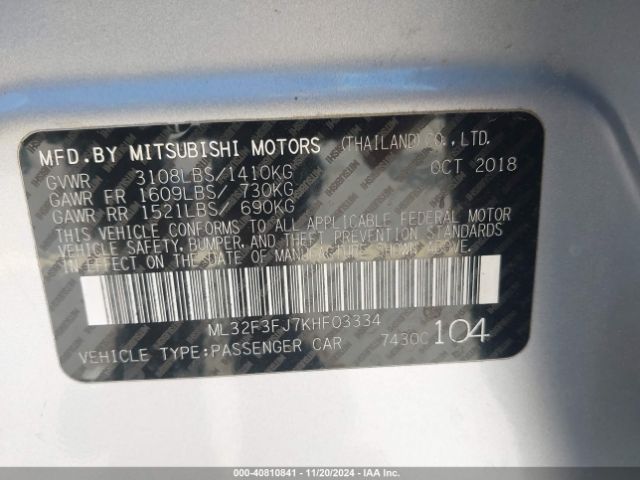 MFD.BY MITSUBISHI MOTORS (THAILAND)CO.,LTD.
GVWR 3108LBS/1410KG OCT 2018
GAWR FR 1609LBS/ 730KG
GAWR RR 1521LBS/ 690KG
THIS VEHICLE CONFORMS TO ALL APPLICABLE FEDERAL MOTOR
VEHICLE SAFETY, BUMPER, AND THEFT PREVENTION STANDARDS
IN EFFECT ON THE DATE OF MANUFACTURE SHOWN ABOVE.
ML32F3FJ7KHF03334
VEHICLE TYPE:PASSENGER CAR 7430C 104
000-40810841 | 11/20/2024 | IAAI.com